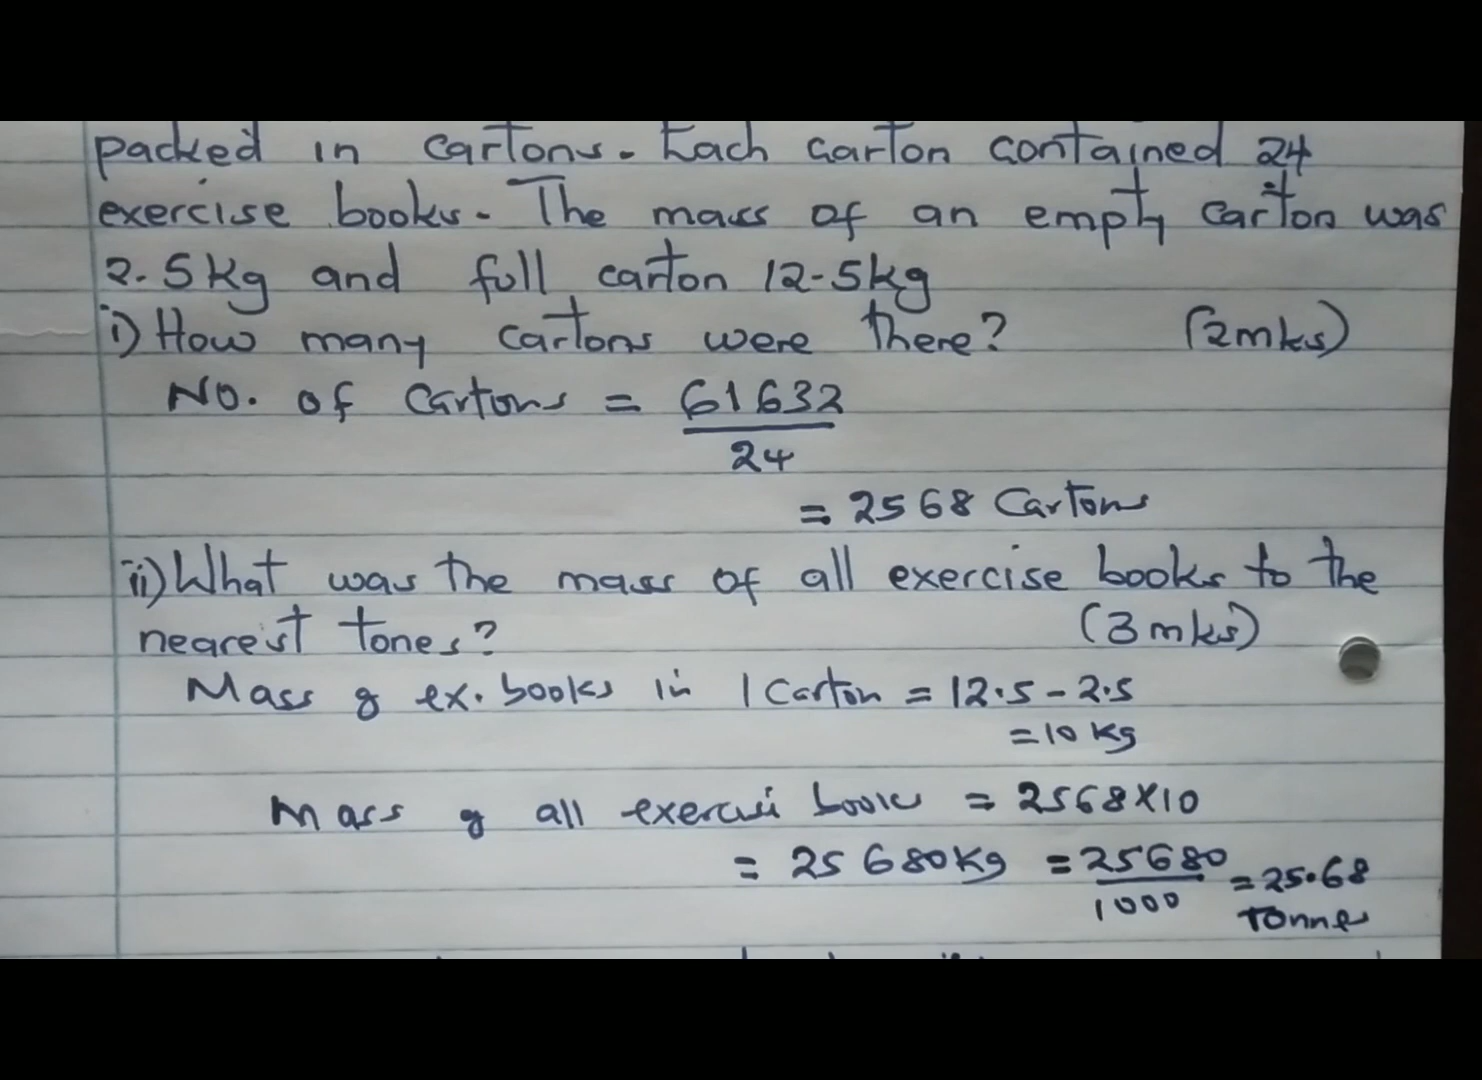 packed in cartons. Each carton contained 24
exercise books. The mass of an empty carton was
2.5kg and full carton 12.5kg
i) How many cartons were there? (2mks)
NO. of Cartons = 61632
24
= 2568 Cartons
ii) What was the mass of all exercise books to the
nearest tones? (3mks)
Mass of ex. books in 1 Carton = 12.5 - 2.5
= 10 kg
Mass of all exercise books = 2568 x 10
= 25680Kg = 25680 = 25.68
1000 Tonnes